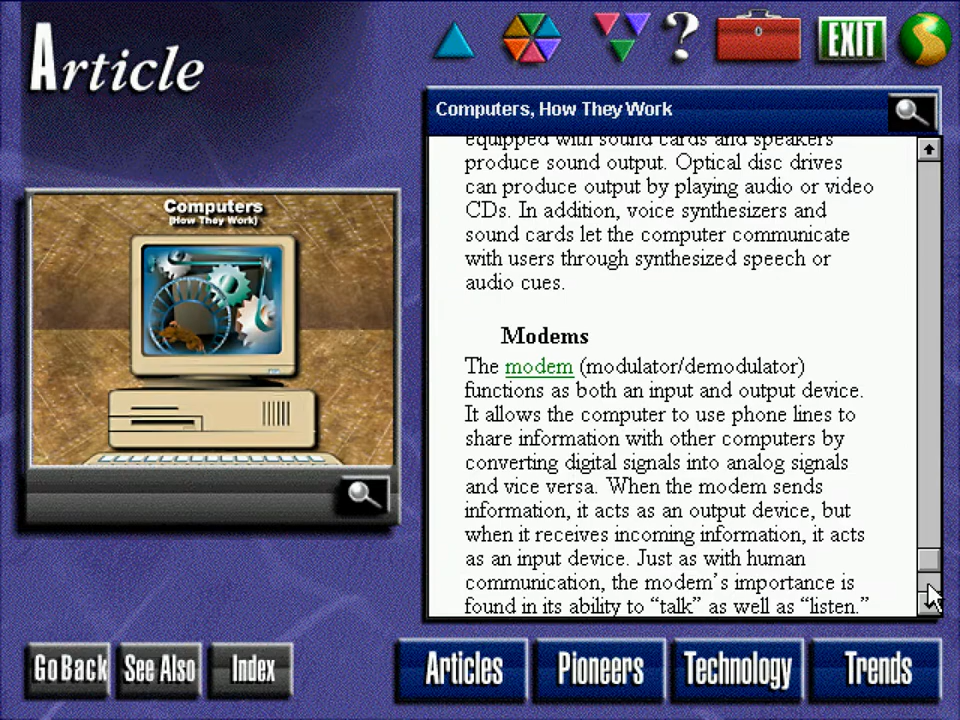 Article
?
EXIT
Computers, How They Work
equipped with sound cards and speakers
produce sound output. Optical disc drives
can produce output by playing audio or video
CDs. In addition, voice synthesizers and
sound cards let the computer communicate
with users through synthesized speech or
audio cues.
Modems
The modem (modulator/demodulator)
functions as both an input and output device.
It allows the computer to use phone lines to
share information with other computers by
converting digital signals into analog signals
and vice versa. When the modem sends
information, it acts as an output device, but
when it receives incoming information, it acts
as an input device. Just as with human
communication, the modem’s importance is
found in its ability to “talk” as well as “listen.”
Computers
(How They Work)
Go Back
See Also
Index
Articles
Pioneers
Technology
Trends